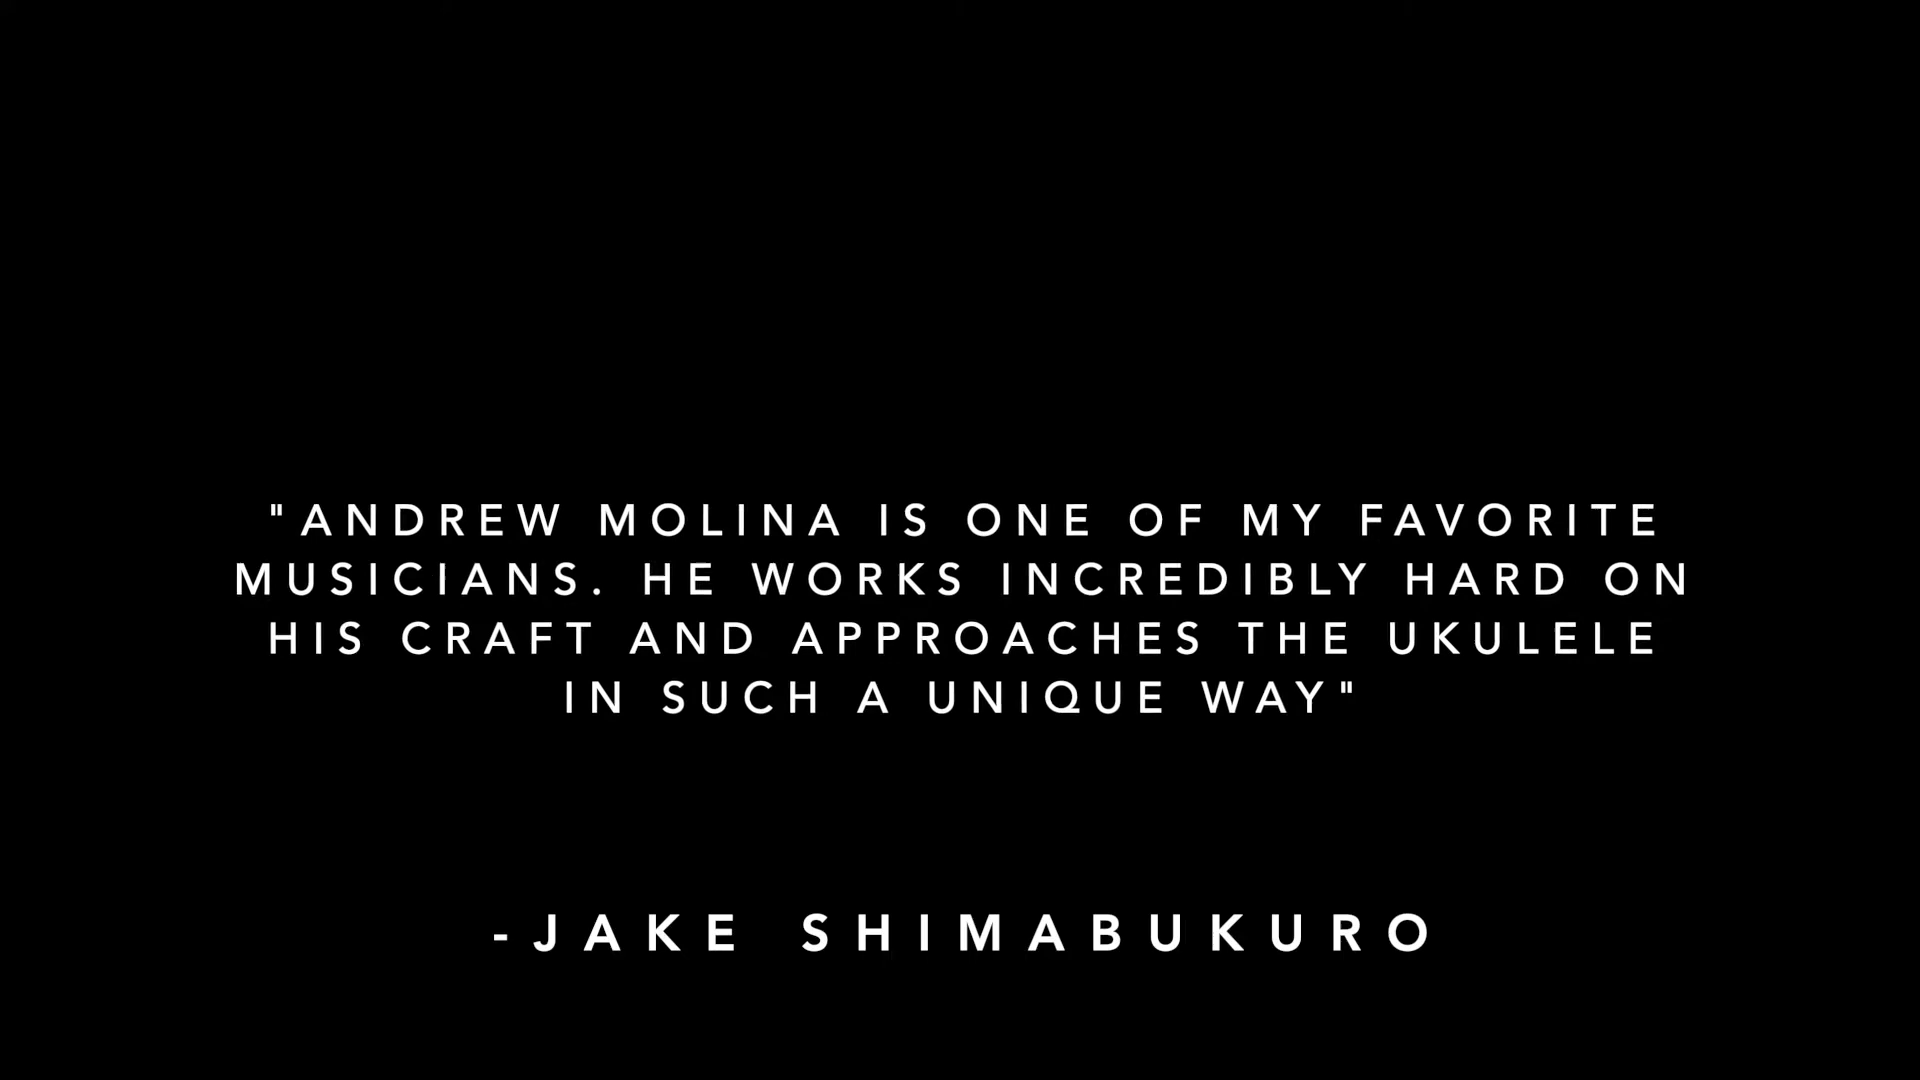 "ANDREW MOLINA IS ONE OF MY FAVORITE
MUSICIANS. HE WORKS INCREDIBLY HARD ON
HIS CRAFT AND APPROACHES THE UKULELE
IN SUCH A UNIQUE WAY"
-JAKE SHIMABUKURO